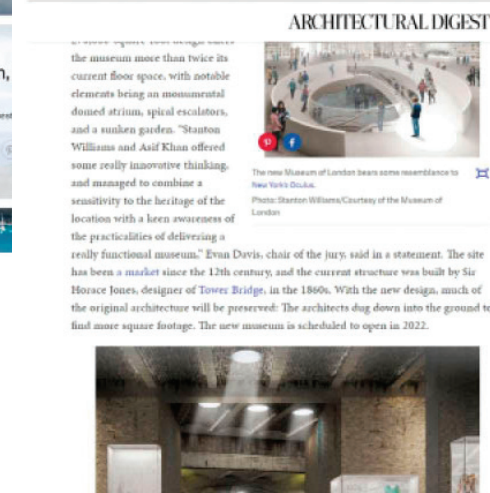 ARCHITECTURAL DIGEST
the museum more than twice its
current floor space, with notable
elements being an monumental
domed atrium, spiral escalators,
and a sunken garden. "Stanton
Williams and Asif Khan offered
some really innovative thinking,
and managed to combine a
sensitivity to the heritage of the
location with a keen awareness of
the practicalities of delivering a
The new Museum of London bears some resemblance to
New York's Oculus.
Photo: Stanton Williams/Courtesy of the Museum of
London
really functional museum," Evan Davis, chair of the jury, said in a statement. The site
has been a market since the 12th century, and the current structure was built by Sir
Horace Jones, designer of Tower Bridge, in the 1860s. With the new design, much of
the original architecture will be preserved: The architects dug down into the ground to
find more square footage. The new museum is scheduled to open in 2022.